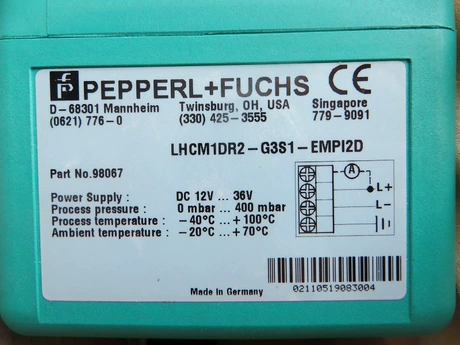 PEPPERL+FUCHS CE
D-68301 Mannheim Twinsburg, OH, USA Singapore
(0621) 776-0 (330) 425-3555 779-9091
LHCM1DR2-G3S1-EMPI2D
Part No.98067
Power Supply : DC 12V ... 36V
Process pressure : 0 mbar ... 400 mbar
Process temperature : -40°C ... +100°C
Ambient temperature : -20°C ... +70°C
A
L+
L-
Made in Germany
02110519083004